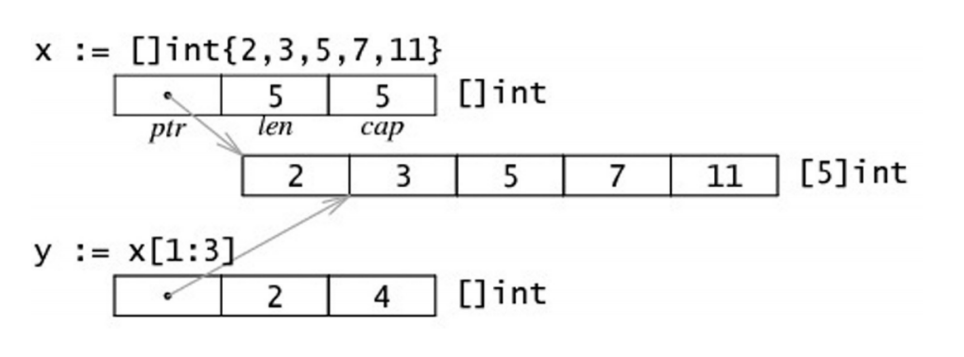 x := []int{2,3,5,7,11}
5 5 []int
ptr len cap
2 3 5 7 11 [5]int
y := x[1:3]
2 4 []int